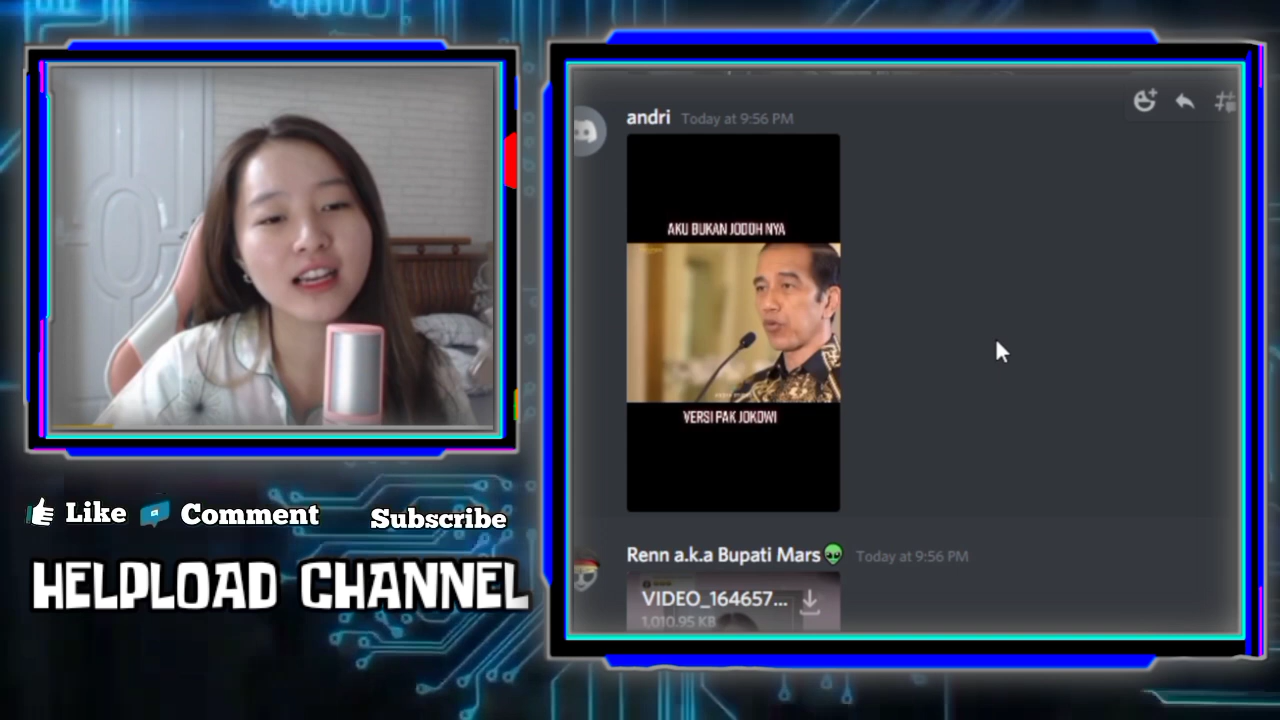 andri Today at 9:56 PM
AKU BUKAN JODOH NYA
VERSI PAK JOKOWI
Renn a.k.a Bupati Mars👽 Today at 9:56 PM
VIDEO_164657...
1,010.95 KB
Like Comment Subscribe
HELPLOAD CHANNEL